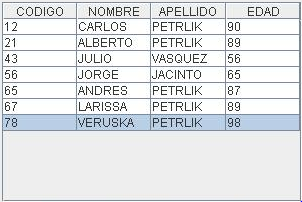 CODIGO NOMBRE APELLIDO EDAD
12 CARLOS PETRLIK 90
21 ALBERTO PETRLIK 89
43 JULIO VASQUEZ 56
56 JORGE JACINTO 65
65 ANDRES PETRLIK 87
67 LARISSA PETRLIK 89
78 VERUSKA PETRLIK 98